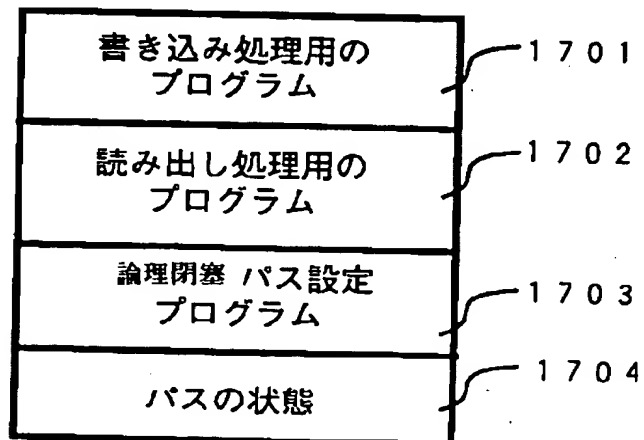 書き込み処理用の
プログラム
1701
読み出し処理用の
プログラム
1702
論理閉塞 パス設定
プログラム
1703
パスの状態
1704